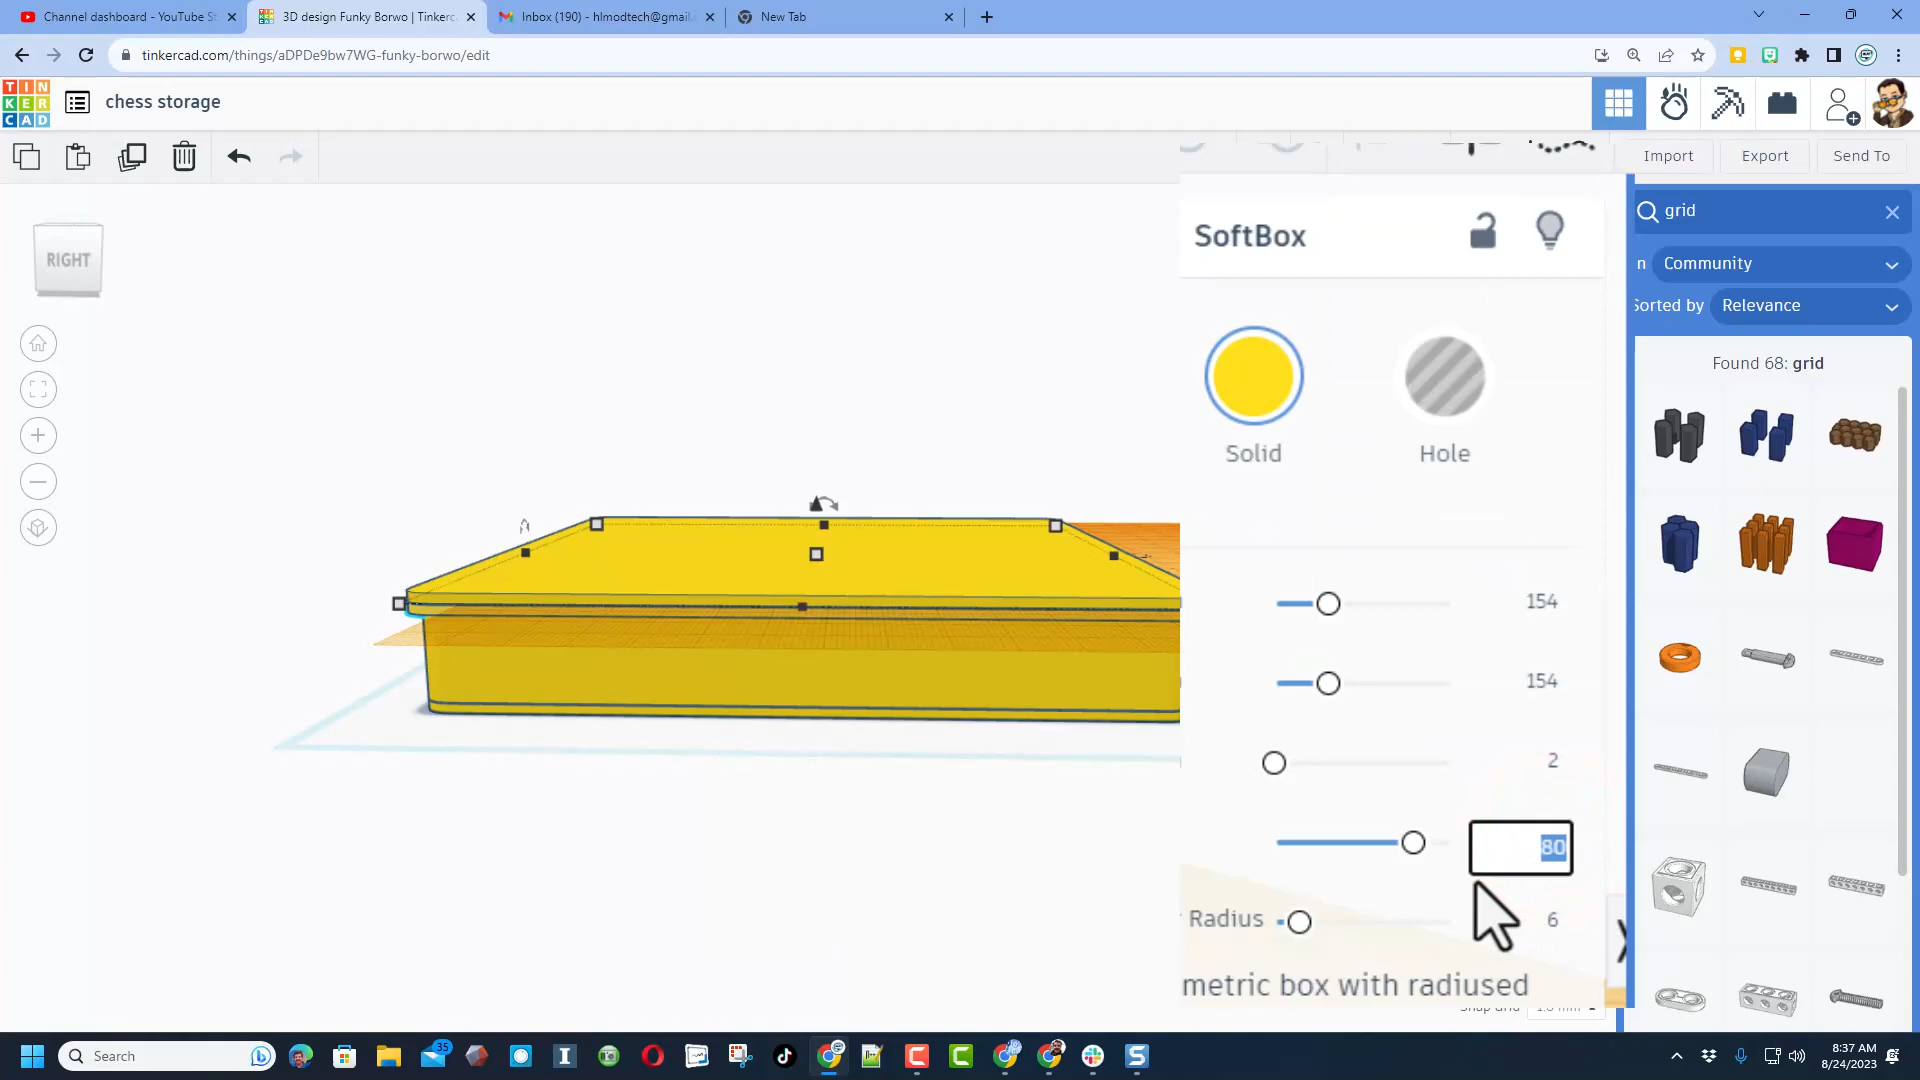 Channel dashboard - YouTube St
3D design Funky Borwo | Tinkerc
Inbox (190) - hlmodtech@gmail.
New Tab
tinkercad.com/things/aDPDe9bw7WG-funky-borwo/edit
TIN
KER
CAD
chess storage
Import
Export
Send To
RIGHT
SoftBox
grid
n
Community
Sorted by
Relevance
Found 68: grid
Solid
Hole
154
154
2
80
Radius
6
metric box with radiused
Search
35
8:37 AM
8/24/2023